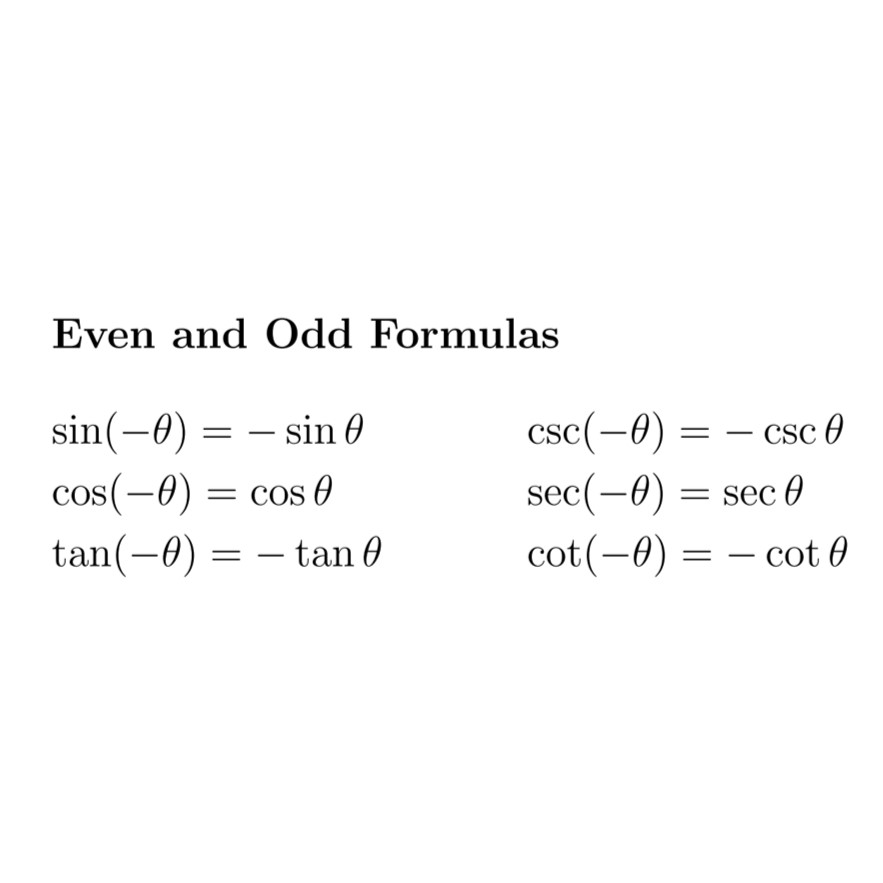 Even and Odd Formulas
sin(−θ) = − sin θ
csc(−θ) = − csc θ
cos(−θ) = cos θ
sec(−θ) = sec θ
tan(−θ) = − tan θ
cot(−θ) = − cot θ